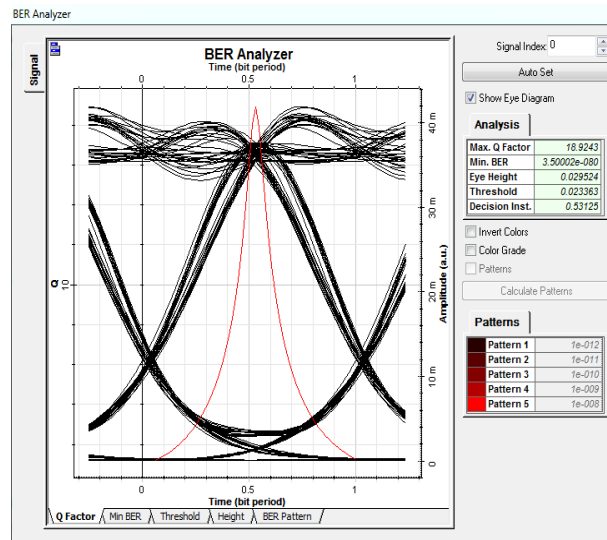 BER Analyzer
Signal
BER Analyzer
Time (bit period)
0 0.5 1
Q
10
40 m
30 m
20 m
10 m
0
Amplitude (a.u.)
0 0.5 1
Time (bit period)
Q Factor Min BER Threshold Height BER Pattern
Signal Index: 0
Auto Set
Show Eye Diagram
Analysis
Max. Q Factor 18.9243
Min. BER 3.50002e-080
Eye Height 0.029524
Threshold 0.023363
Decision Inst. 0.53125
Invert Colors
Color Grade
Patterns
Calculate Patterns
Patterns
Pattern 1 1e-012
Pattern 2 1e-011
Pattern 3 1e-010
Pattern 4 1e-009
Pattern 5 1e-008